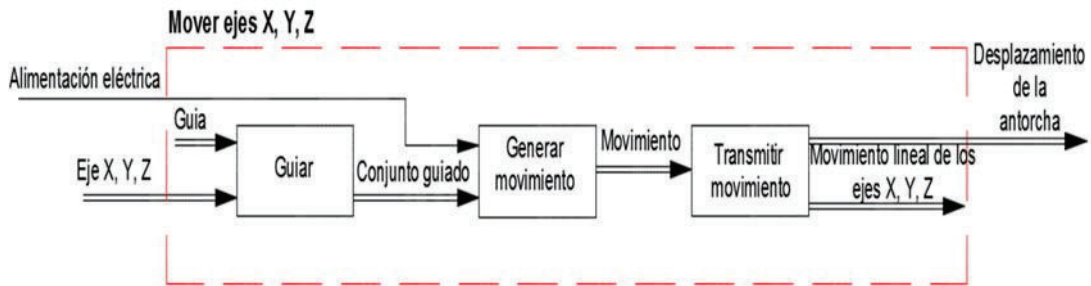 Mover ejes X, Y, Z
Alimentación eléctrica
Desplazamiento
de la
antorcha
Guia
Eje X, Y, Z
Guiar
Conjunto guiado
Generar
movimiento
Movimiento
Transmitir
movimiento
Movimiento lineal de los
ejes X, Y, Z